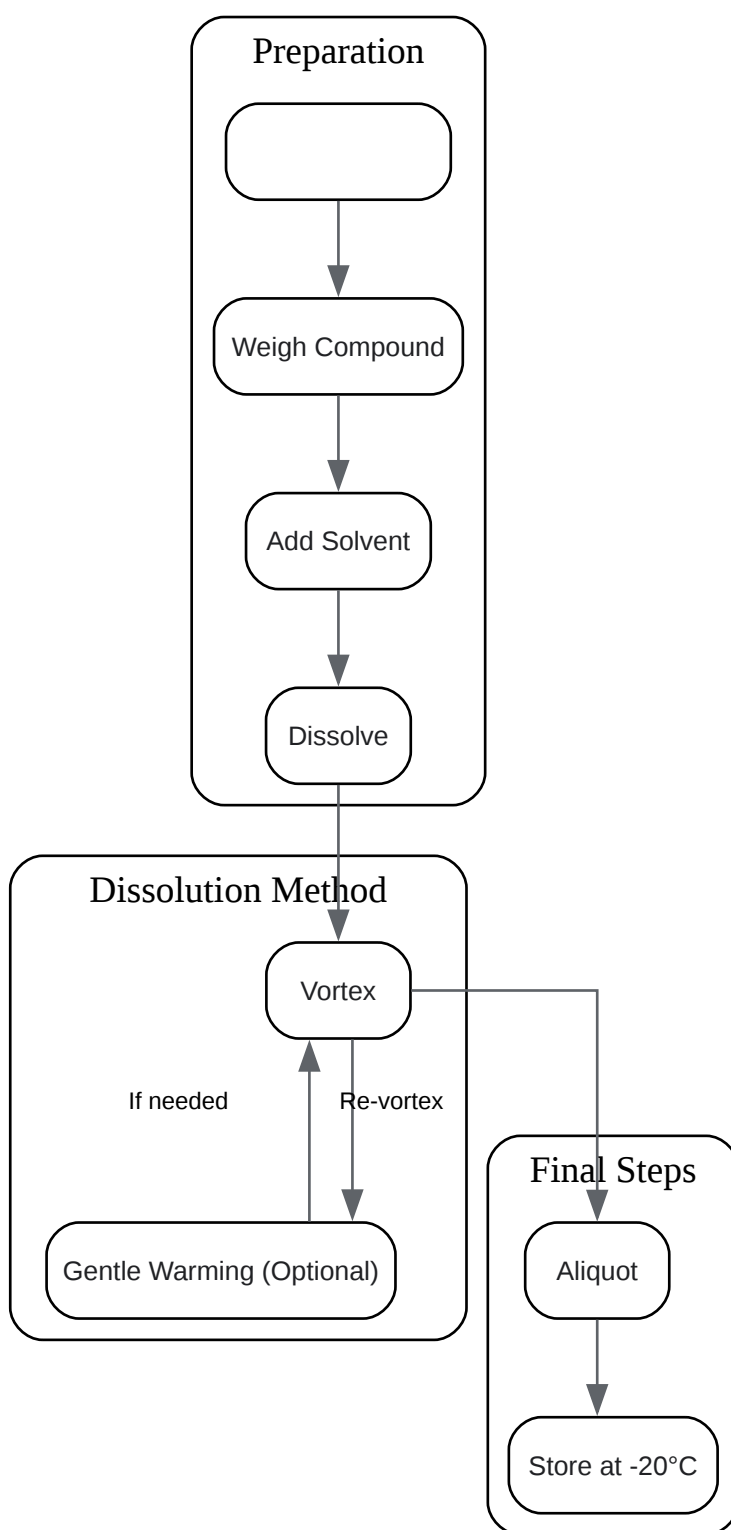 Preparation
Weigh Compound
Add Solvent
Dissolve
Dissolution Method
Vortex
If needed
Re-vortex
Gentle Warming (Optional)
Final Steps
Aliquot
Store at -20°C